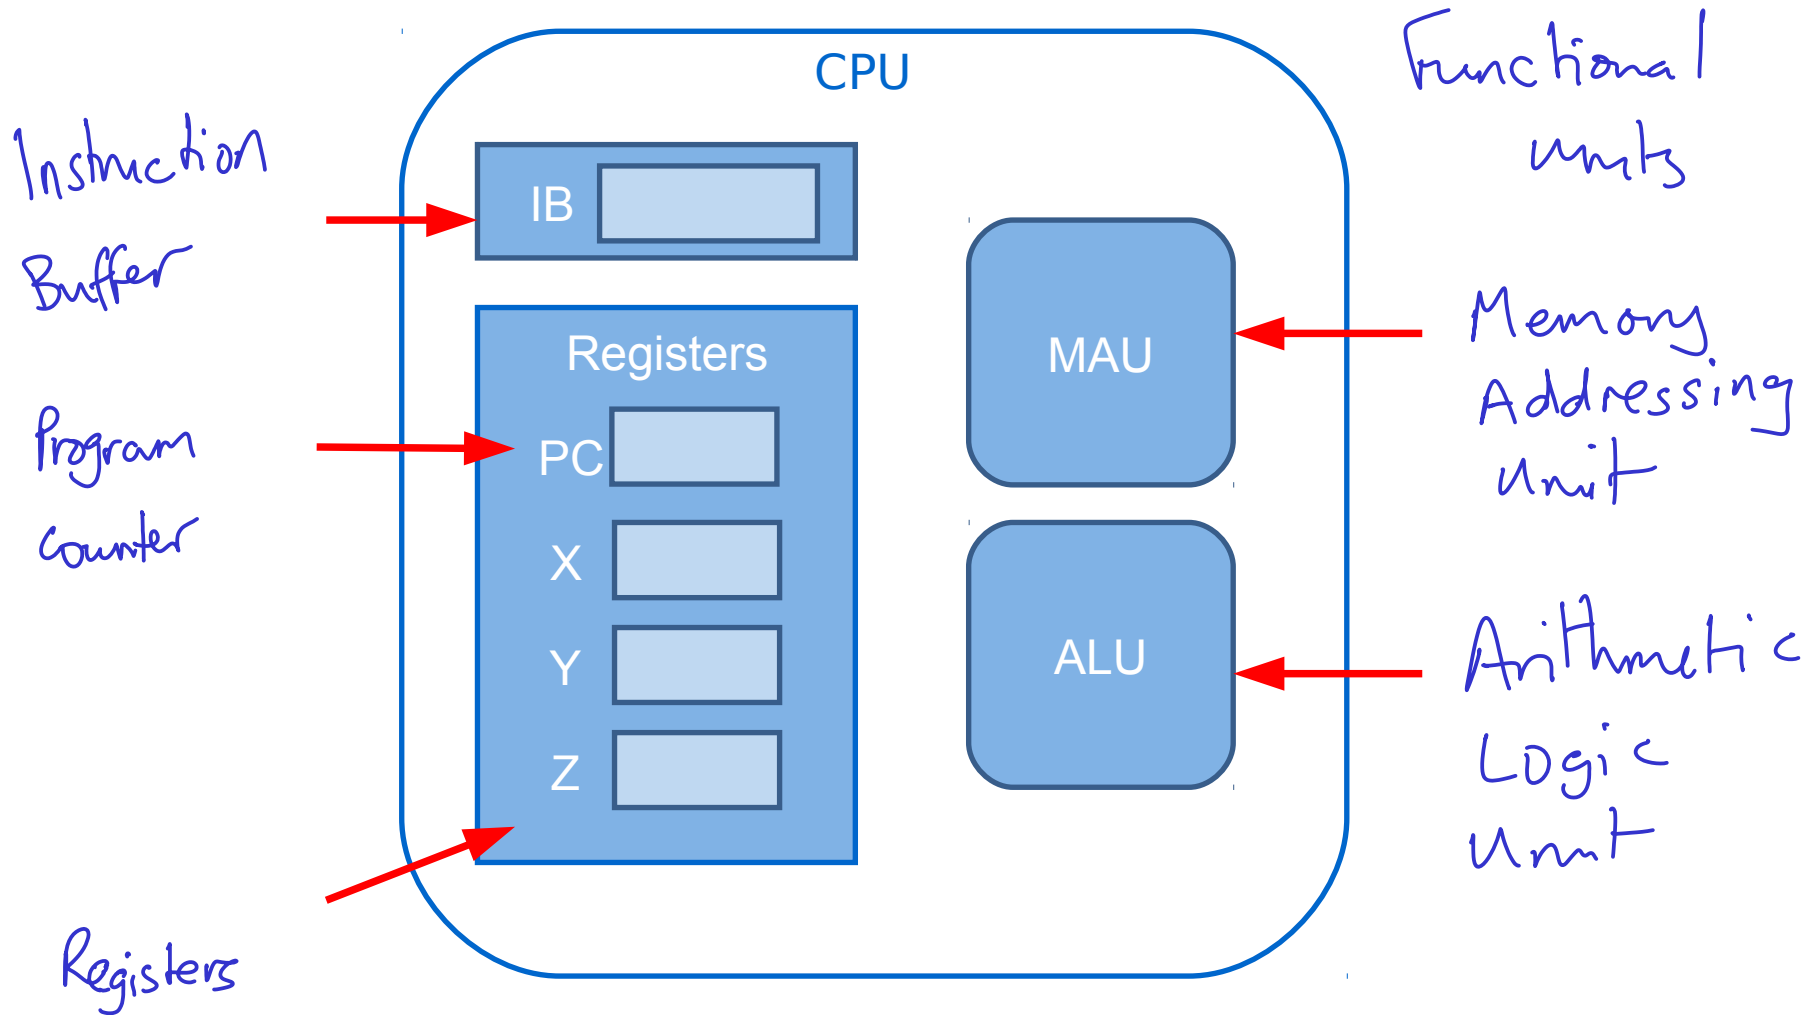 CPU
Instruction
Buffer
IB
Registers
Program
Counter
PC
X
Y
Z
Registers
Functional
units
MAU
Memory
Addressing
Unit
ALU
Arithmetic
Logic
Unit